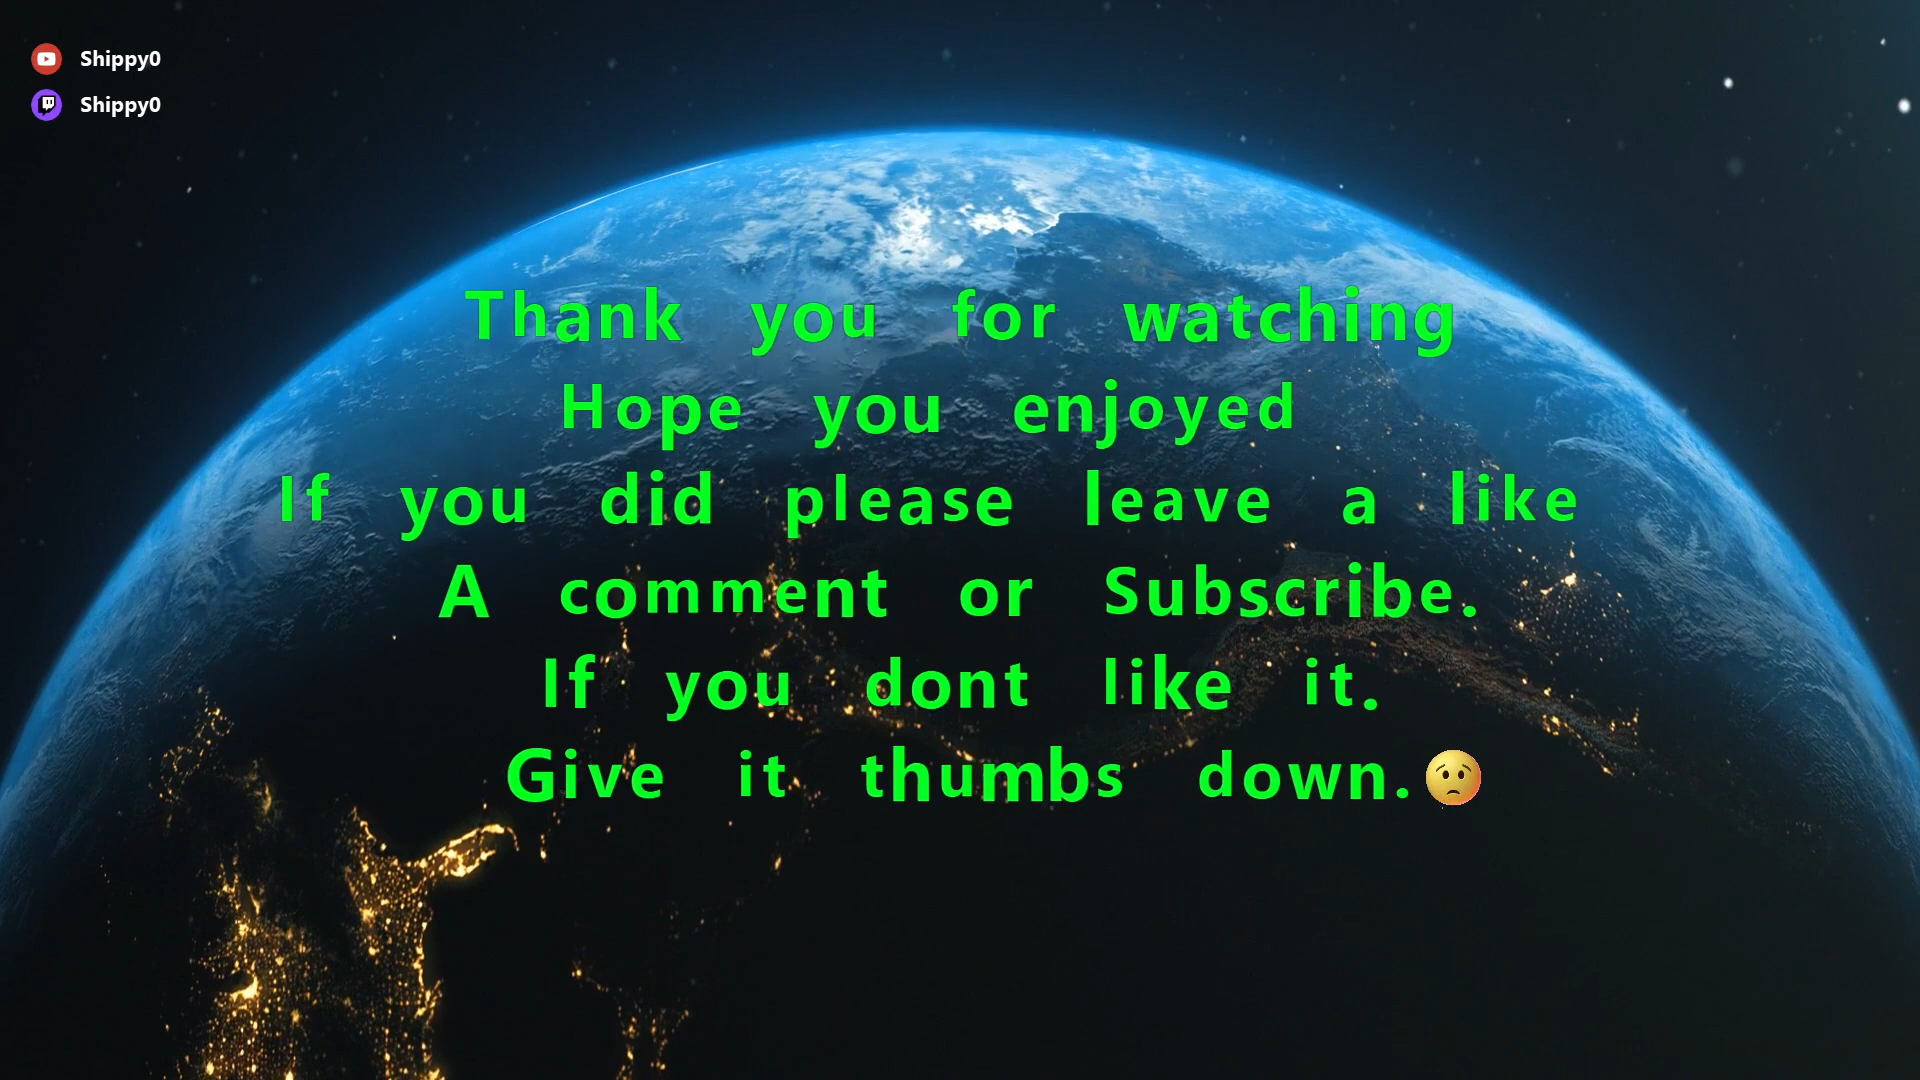 Shippy0
Shippy0
Thank you for watching
Hope you enjoyed
If you did please leave a like
A comment or Subscribe.
If you dont like it.
Give it thumbs down.😟